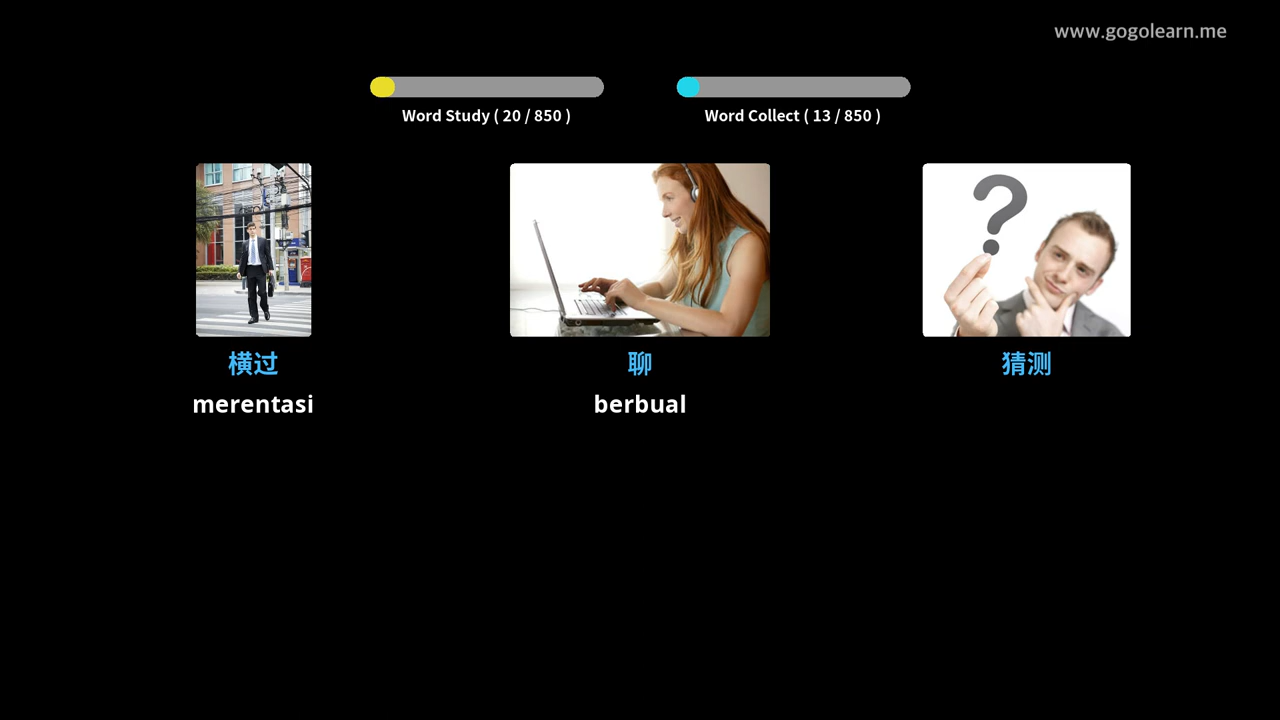 www.gogolearn.me
Word Study ( 20 / 850 )
Word Collect ( 13 / 850 )
横过
聊
猜测
merentasi
berbual